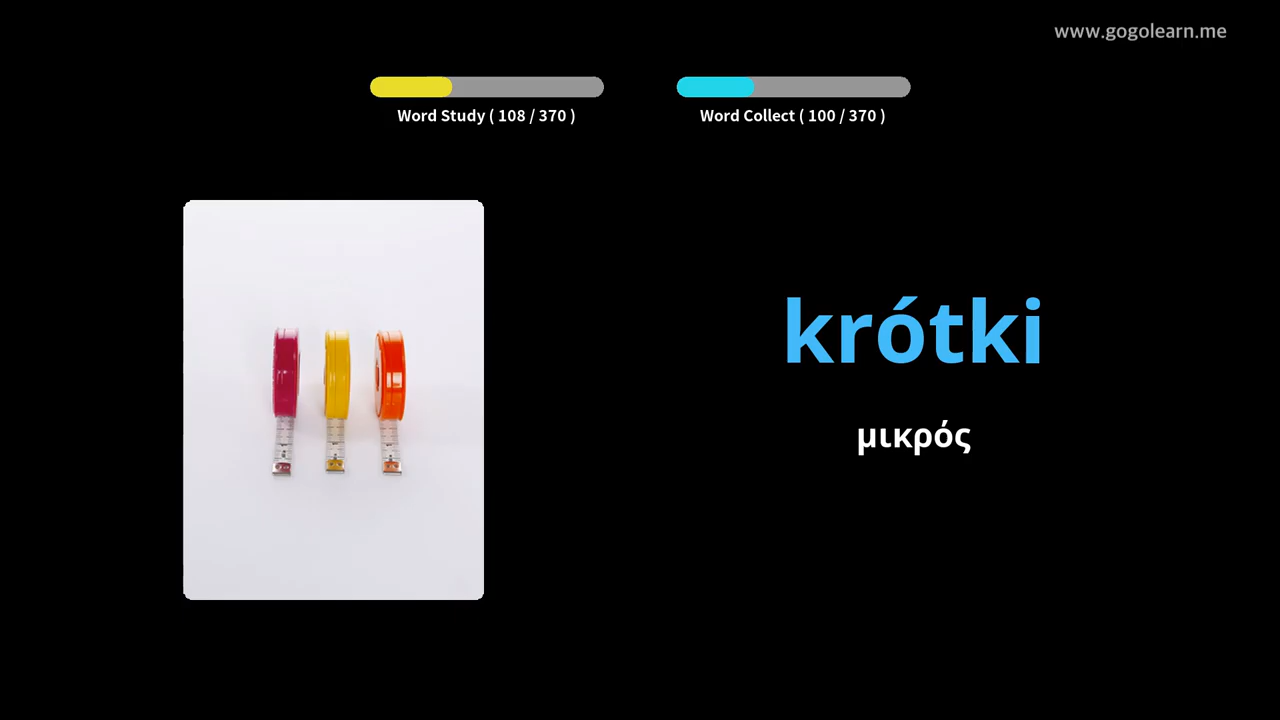 www.gogolearn.me
Word Study ( 108 / 370 )
Word Collect ( 100 / 370 )
krótki
μικρός